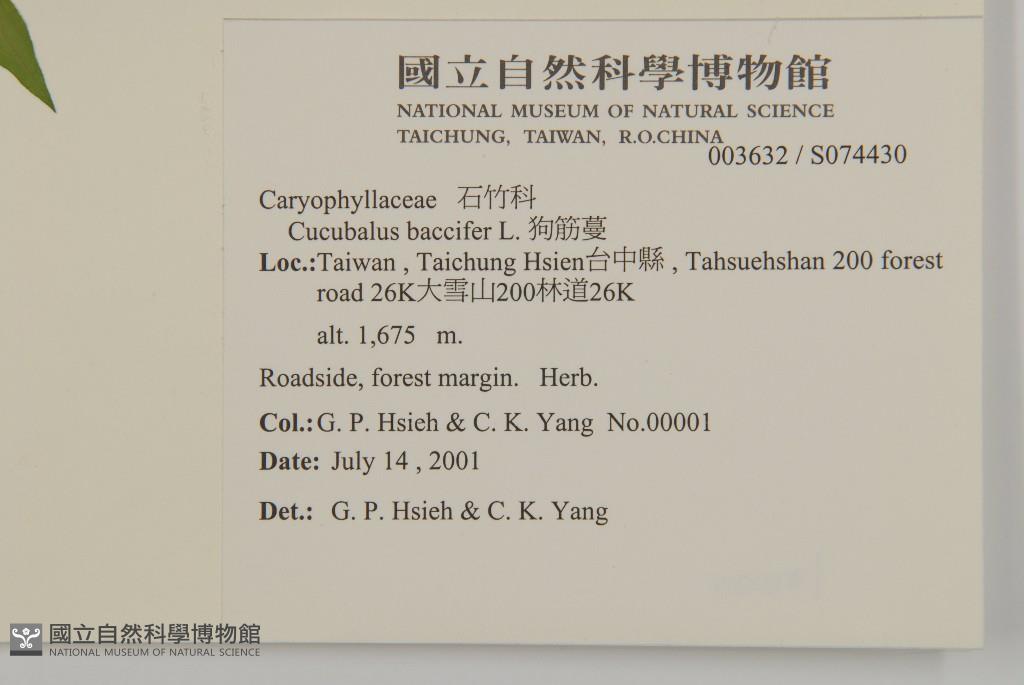 國立自然科學博物館
NATIONAL MUSEUM OF NATURAL SCIENCE
TAICHUNG, TAIWAN, R.O.CHINA
003632 / S074430
Caryophyllaceae 石竹科
Cucubalus baccifer L. 狗筋蔓
Loc.:Taiwan , Taichung Hsien台中縣 , Tahsuehshan 200 forest
road 26K大雪山200林道26K
alt. 1,675 m.
Roadside, forest margin. Herb.
Col.: G. P. Hsieh & C. K. Yang No.00001
Date: July 14 , 2001
Det.: G. P. Hsieh & C. K. Yang
國立自然科學博物館
NATIONAL MUSEUM OF NATURAL SCIENCE